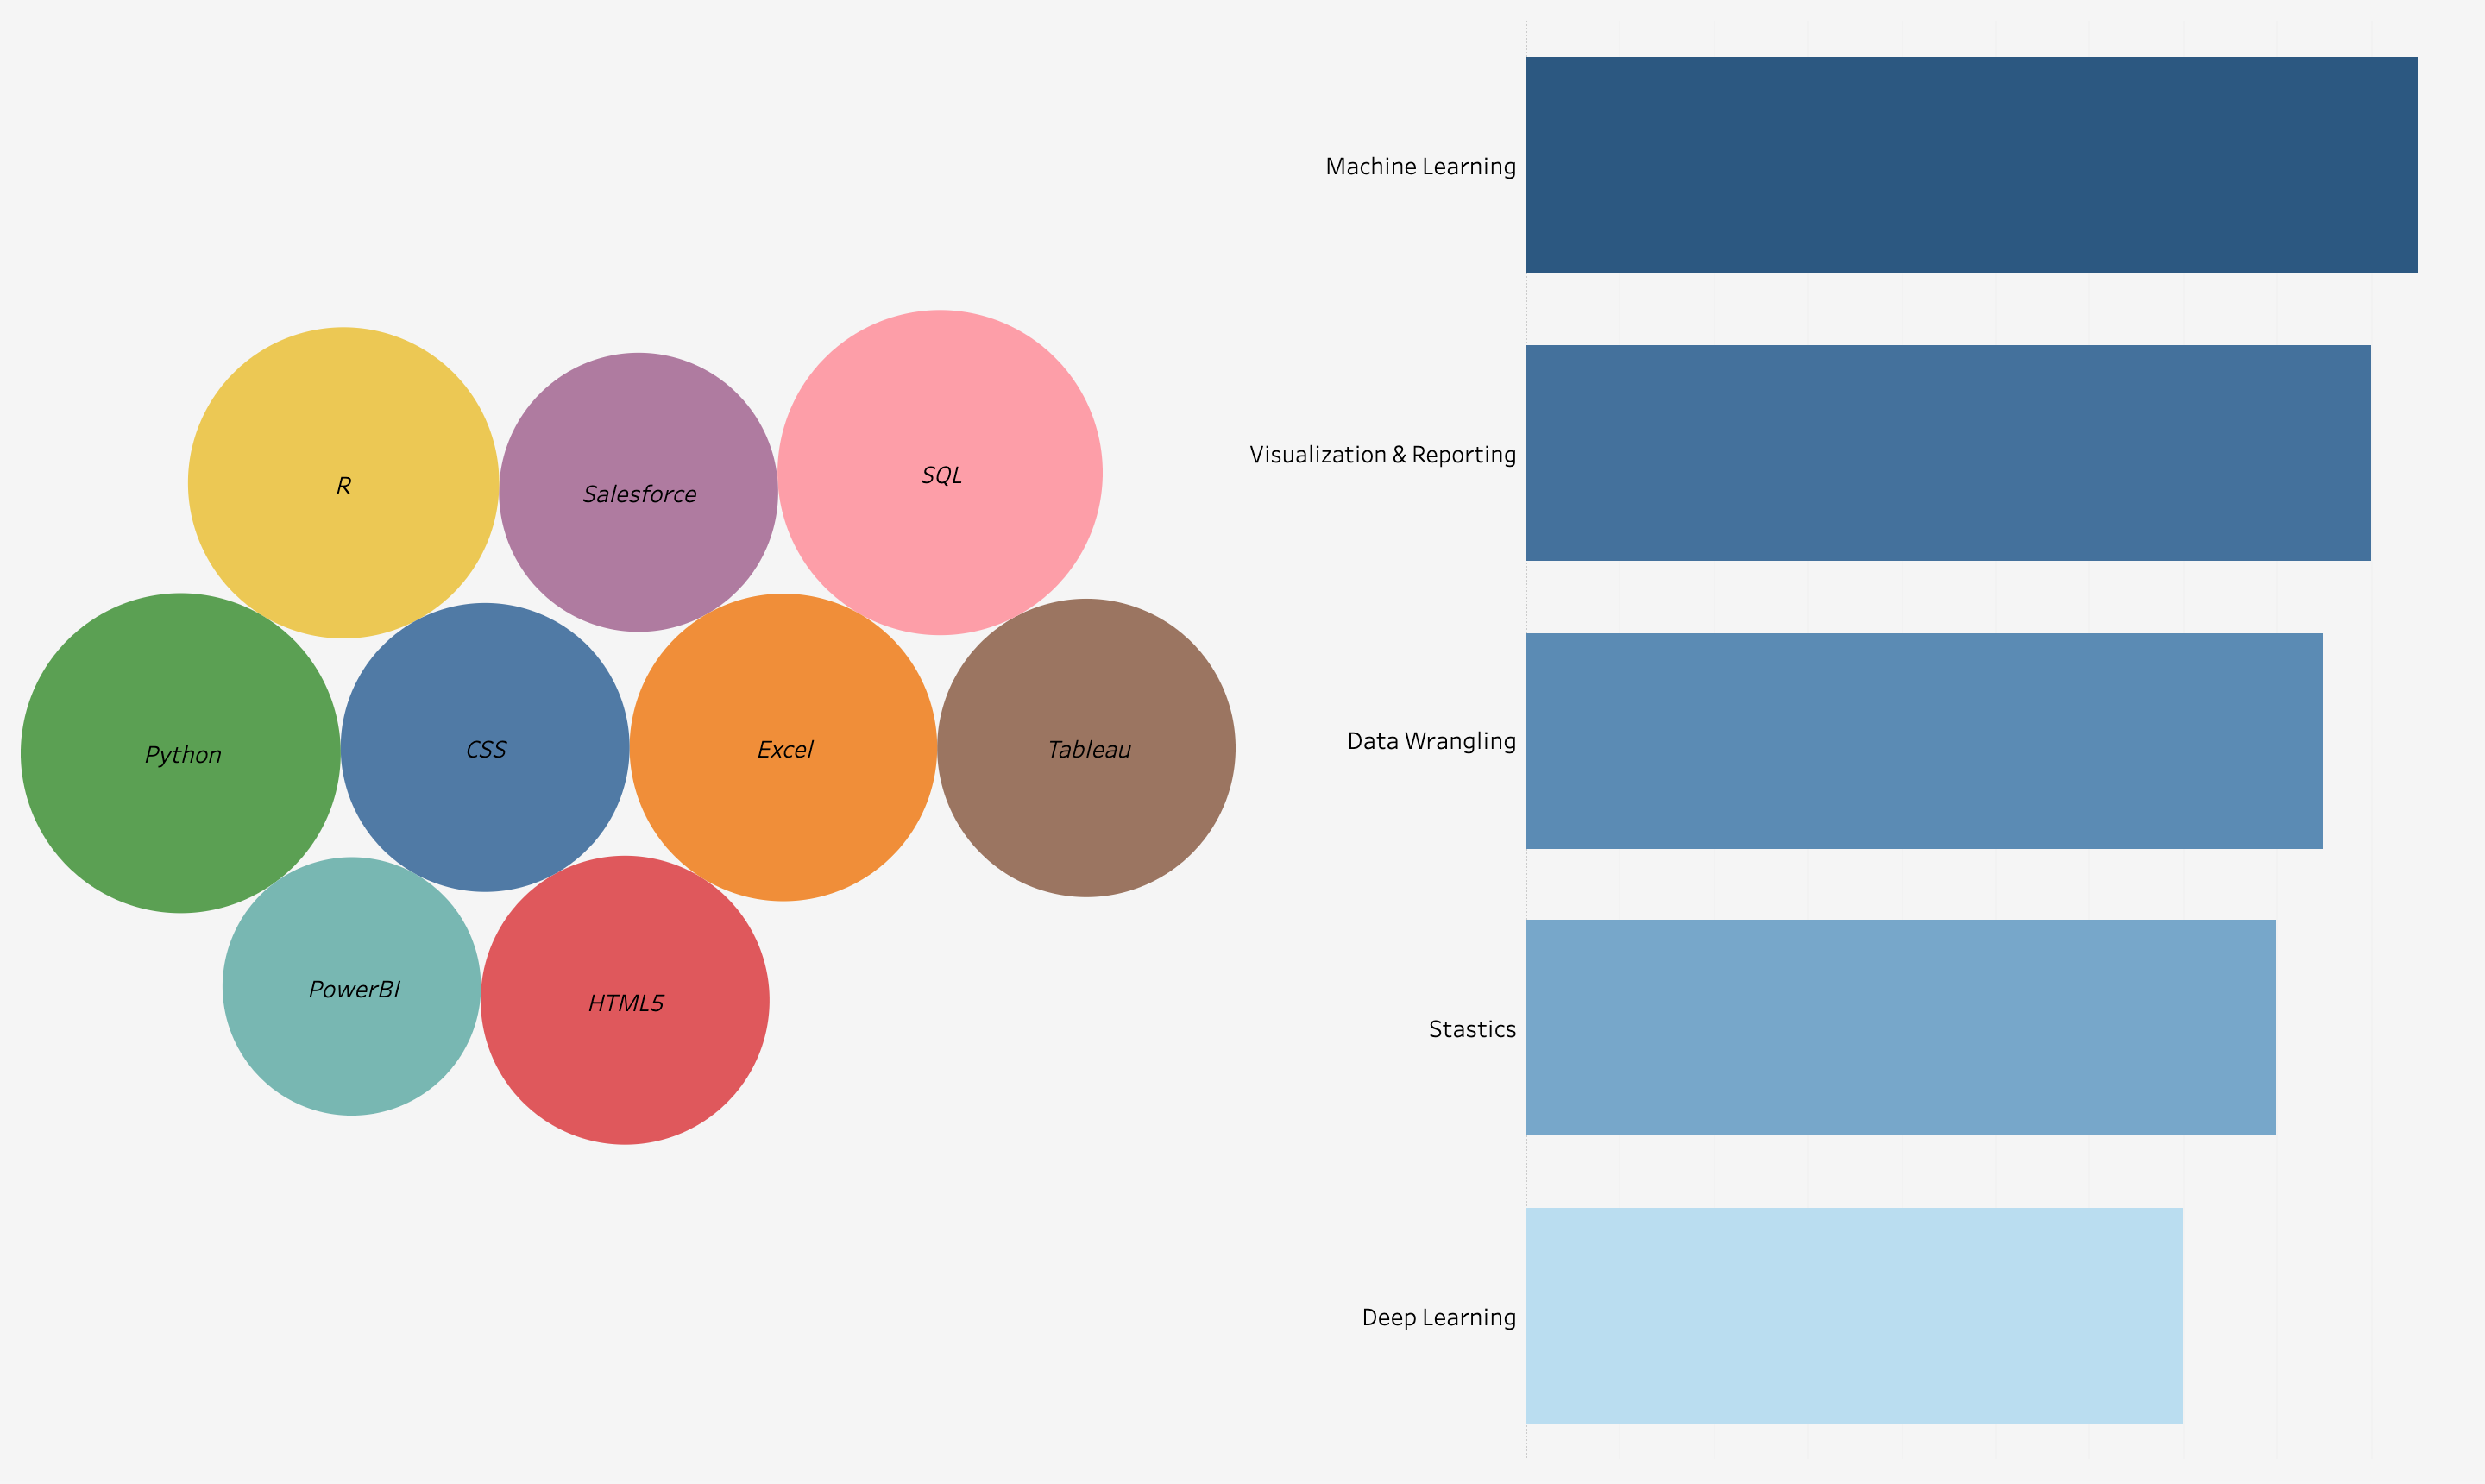 R
Salesforce
SQL
Python
CSS
Excel
Tableau
PowerBI
HTML5
Machine Learning
Visualization & Reporting
Data Wrangling
Stastics
Deep Learning